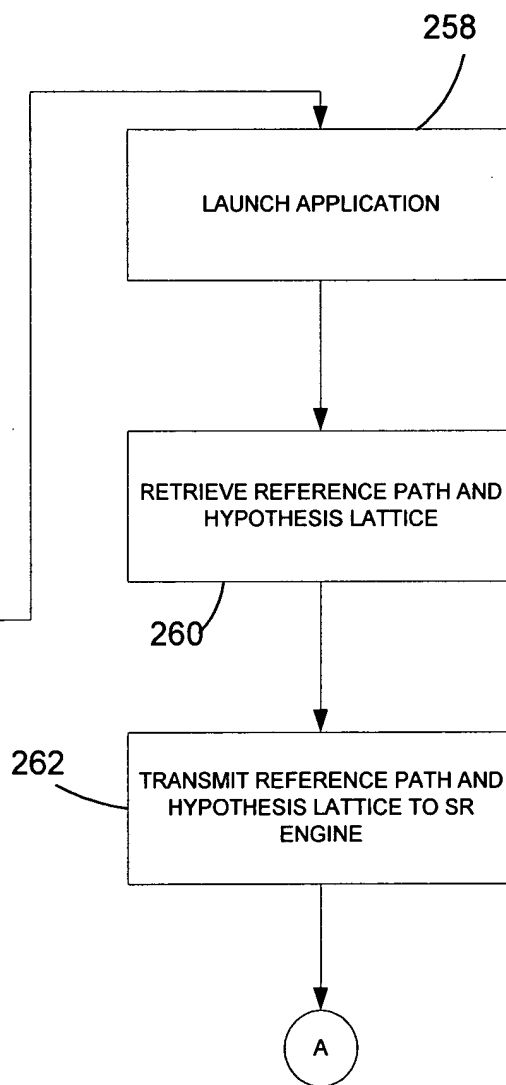 258
LAUNCH APPLICATION
RETRIEVE REFERENCE PATH AND
HYPOTHESIS LATTICE
260
262
TRANSMIT REFERENCE PATH AND
HYPOTHESIS LATTICE TO SR
ENGINE
A